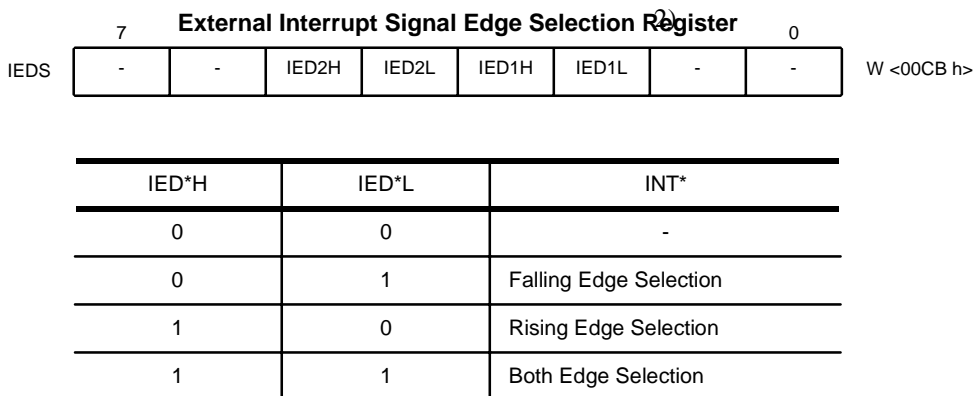 External Interrupt Signal Edge Selection Register
2)
7 0
IEDS - - IED2H IED2L IED1H IED1L - - W <00CB h>
IED*H IED*L INT*
0 0 -
0 1 Falling Edge Selection
1 0 Rising Edge Selection
1 1 Both Edge Selection